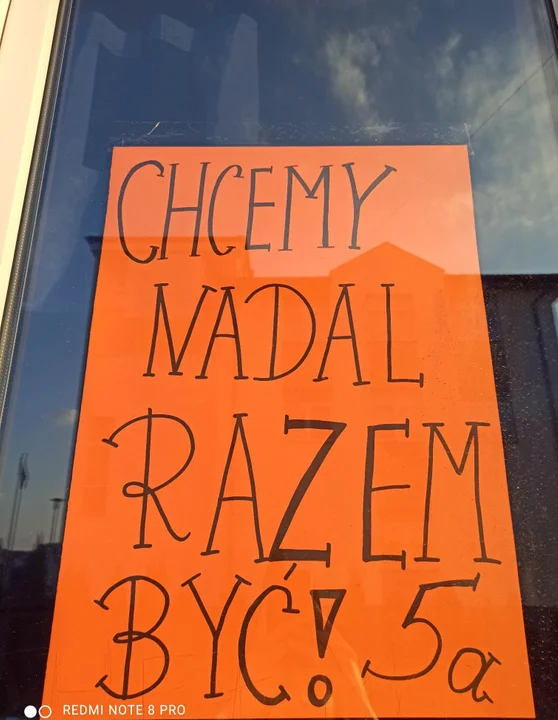 CHCEMY
NADAL
RAZEM
BYĆ! 5a
REDMI NOTE 8 PRO